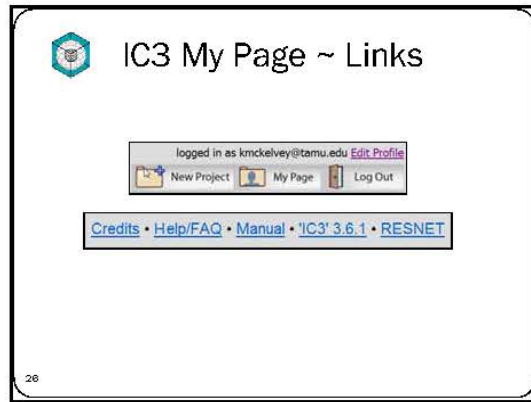 IC3 My Page ~ Links
logged in as kmckelvey@tamu.edu Edit Profile
New Project My Page Log Out
Credits • Help/FAQ • Manual • 'IC3' 3.6.1 • RESNET
26